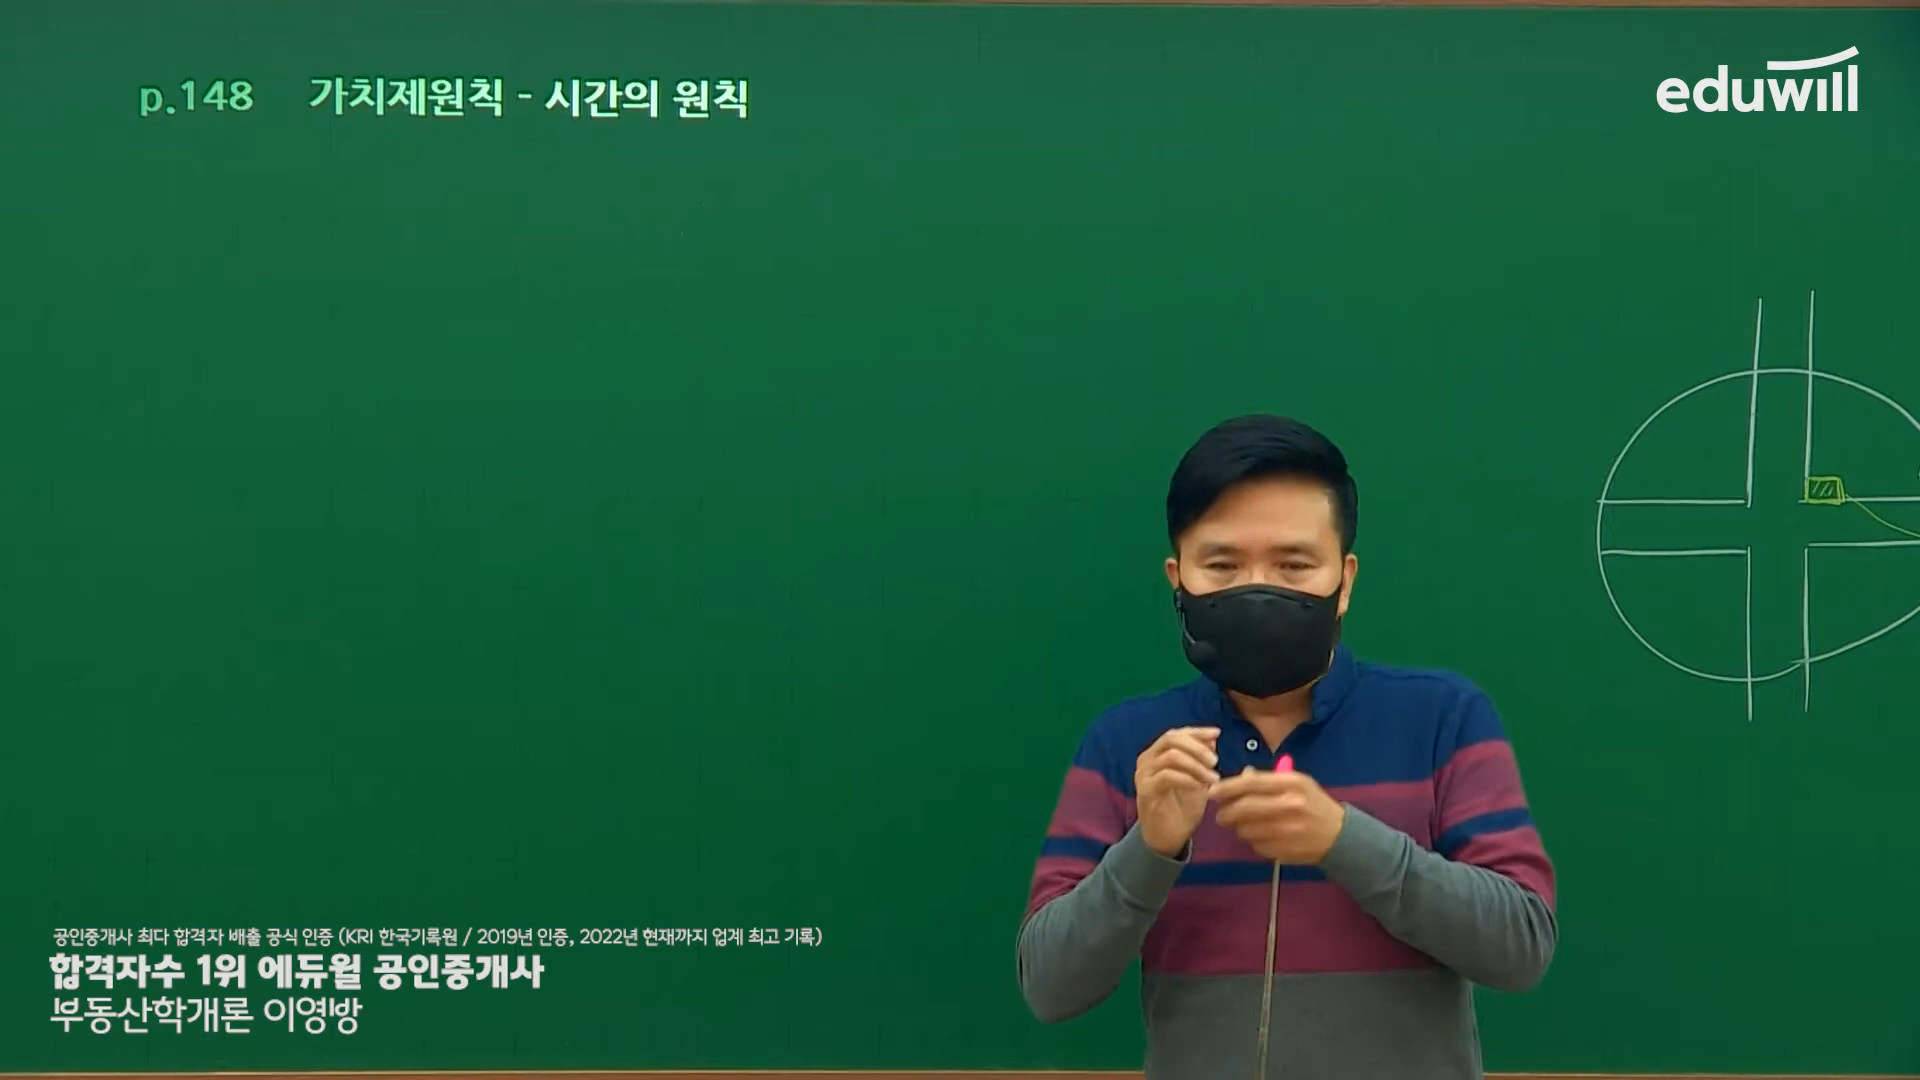 p.148 가치제원칙 - 시간의 원칙
eduwill
공인중개사 최다 합격자 배출 공식 인증 (KRI 한국기록원 / 2019년 인증, 2022년 현재까지 업계 최고 기록)
합격자수 1위 에듀윌 공인중개사
부동산학개론 이영방